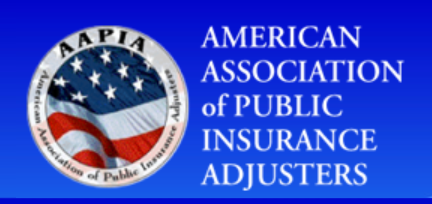 AAPIA
American Association of Public Insurance Adjusters
AMERICAN
ASSOCIATION
of PUBLIC
INSURANCE
ADJUSTERS